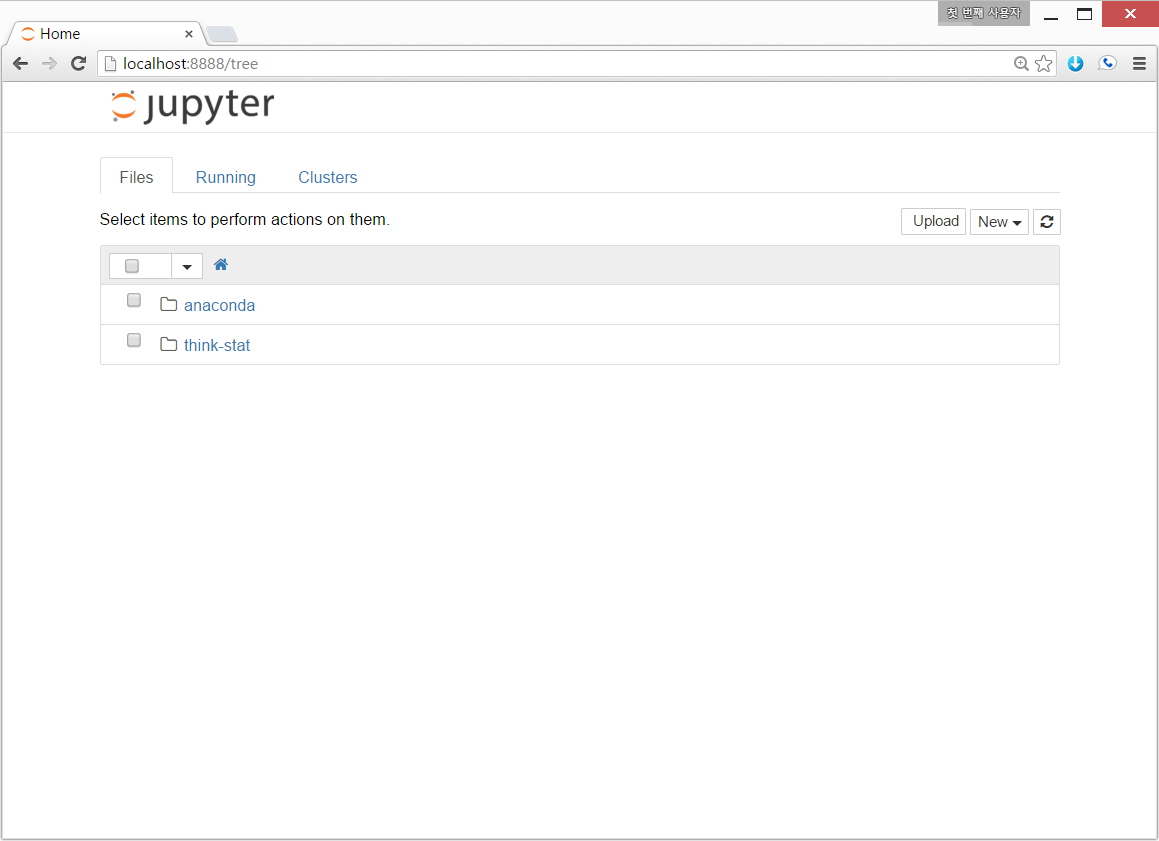 첫 번째 사용자
Home
localhost:8888/tree
jupyter
Files Running Clusters
Select items to perform actions on them.
Upload New
anaconda
think-stat